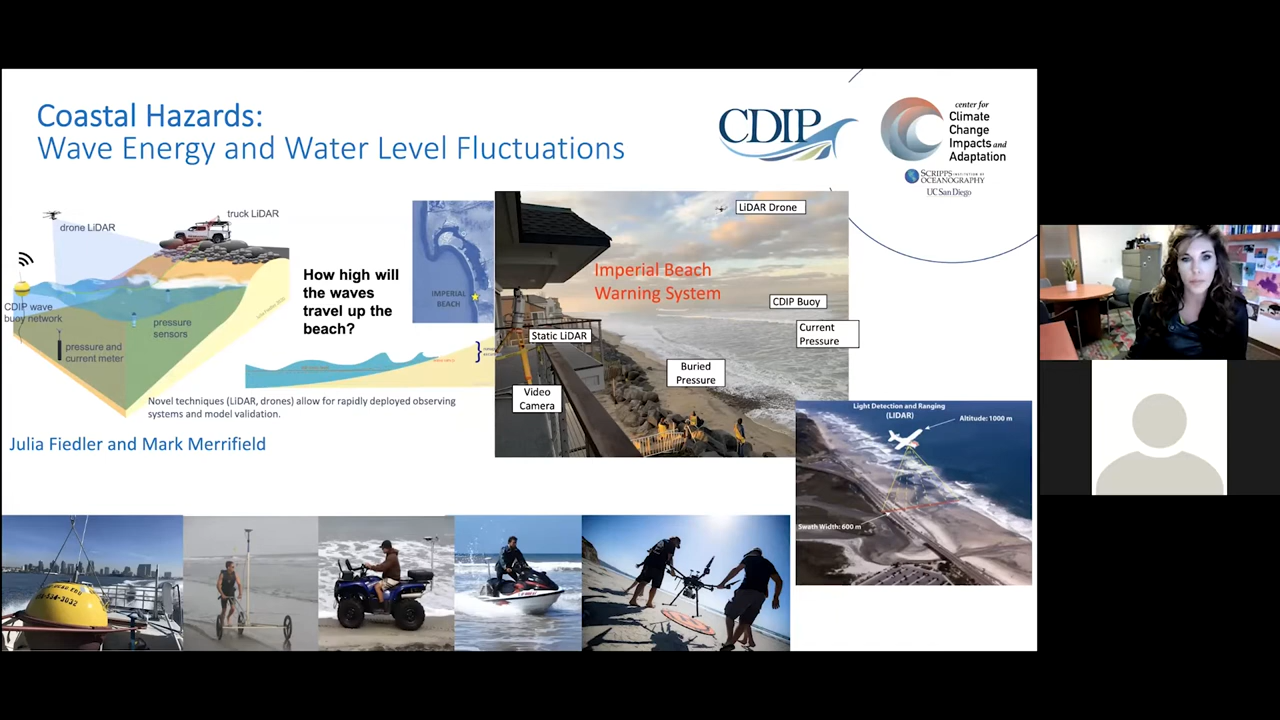 Coastal Hazards:
Wave Energy and Water Level Fluctuations
CDIP
center for
Climate
Change
Impacts and
Adaptation
SCRIPPS INSTITUTION OF
OCEANOGRAPHY
UC San Diego
truck LiDAR
drone LiDAR
CDIP wave
buoy network
pressure
sensors
pressure and
current meter
How high will
the waves
travel up the
beach?
IMPERIAL
BEACH
Novel techniques (LiDAR, drones) allow for rapidly deployed observing
systems and model validation.
Julia Fiedler and Mark Merrifield
LiDAR Drone
Imperial Beach
Warning System
CDIP Buoy
Current
Pressure
Static LiDAR
Buried
Pressure
Video
Camera
Light Detection and Ranging
(LIDAR)
Altitude: 1000 m
Swath Width: 600 m